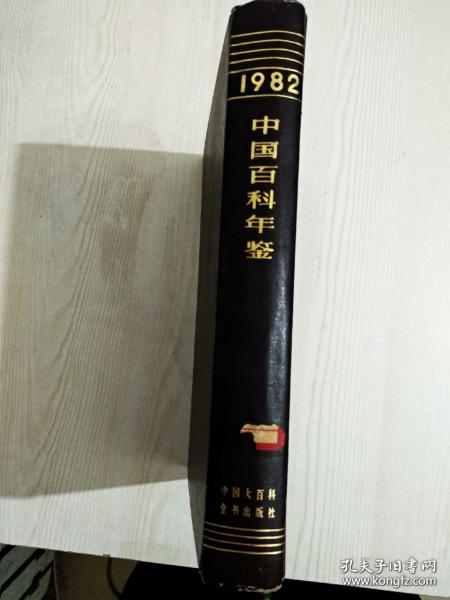 1982
中国百科年鉴
中国大百科
全书出版社
孔夫子旧书网
www.kongfz.com